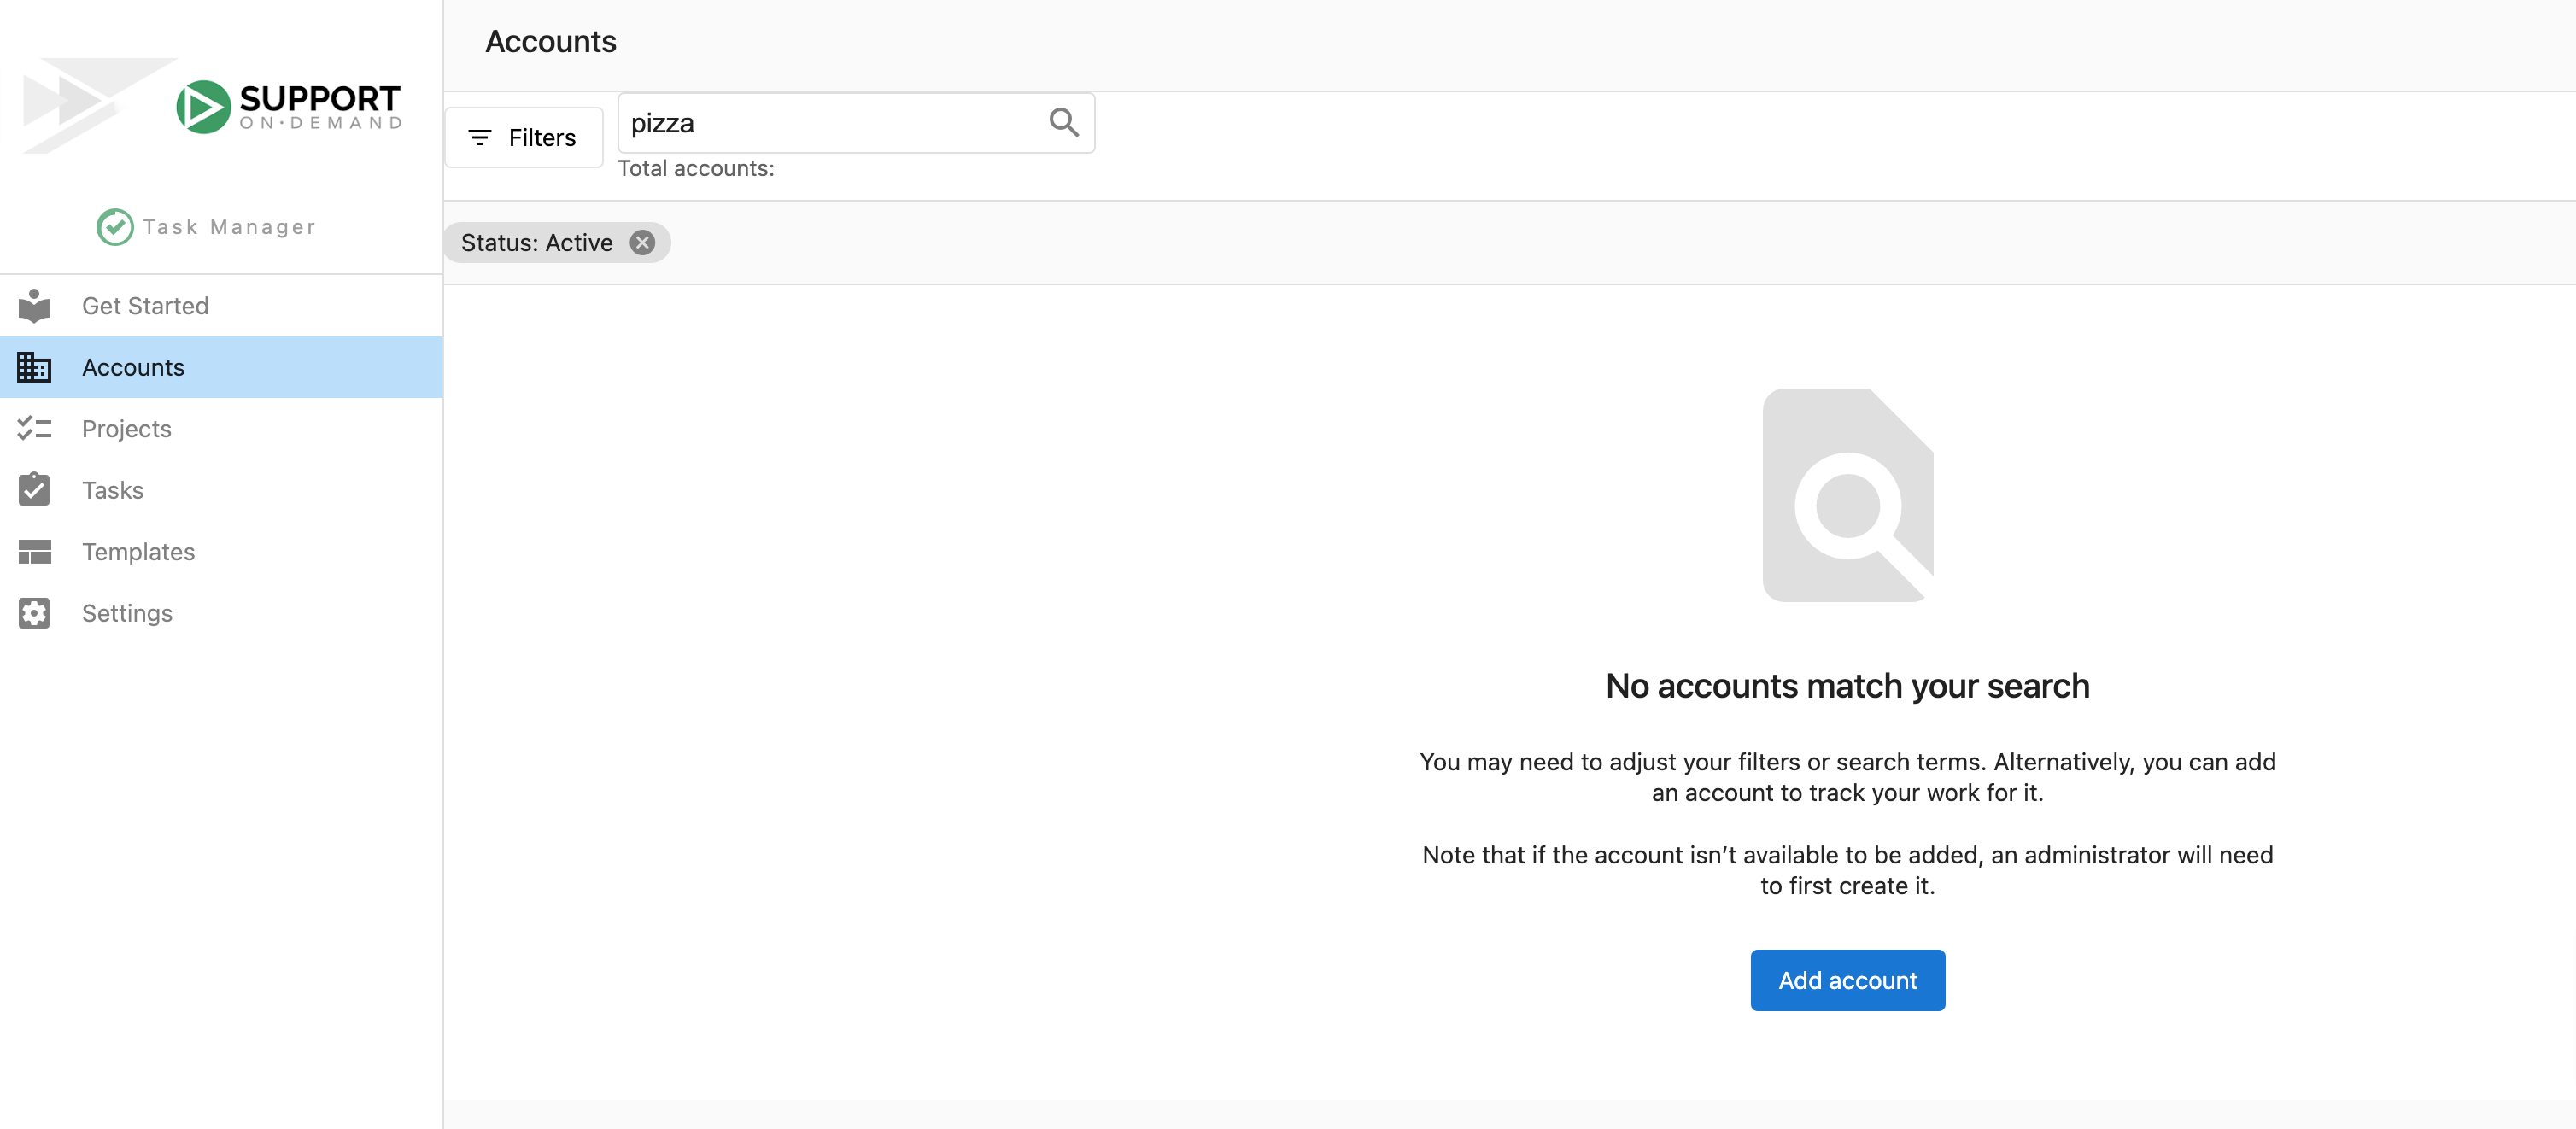 SUPPORT
ON·DEMAND
Task Manager
Get Started
Accounts
Projects
Tasks
Templates
Settings
Accounts
Filters
pizza
Total accounts:
Status: Active
No accounts match your search
You may need to adjust your filters or search terms. Alternatively, you can add
an account to track your work for it.
Note that if the account isn’t available to be added, an administrator will need
to first create it.
Add account